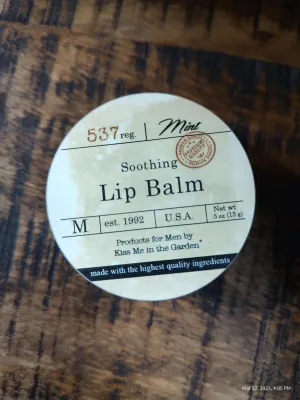 537 reg. Mint
Soothing
Lip Balm
M est. 1992 U.S.A. Net wt
.5 oz (13 g)
Products for Men by
Kiss Me in the Garden®
made with the highest quality ingredients
Mar 12, 2023, 4:05 PM